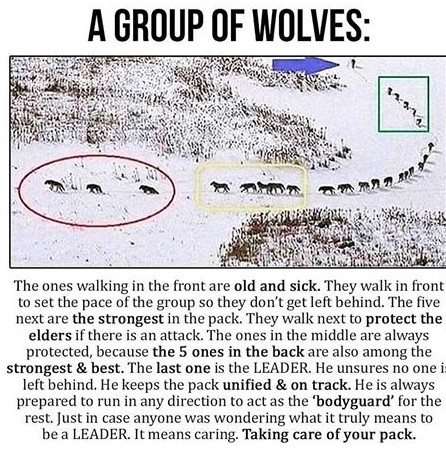 A GROUP OF WOLVES:
The ones walking in the front are old and sick. They walk in front
to set the pace of the group so they don't get left behind. The five
next are the strongest in the pack. They walk next to protect the
elders if there is an attack. The ones in the middle are always
protected, because the 5 ones in the back are also among the
strongest & best. The last one is the LEADER. He unsures no one i
left behind. He keeps the pack unified & on track. He is always
prepared to run in any direction to act as the 'bodyguard' for the
rest. Just in case anyone was wondering what it truly means to
be a LEADER. It means caring. Taking care of your pack.